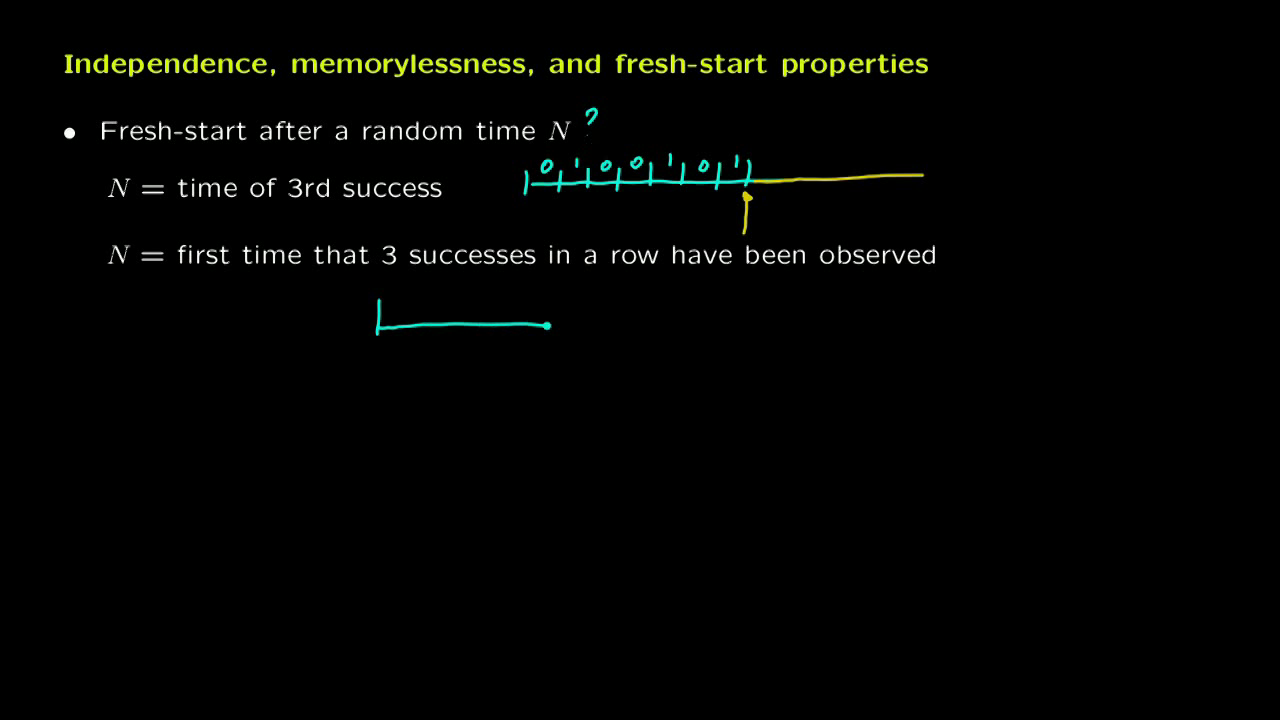 Independence, memorylessness, and fresh-start properties
• Fresh-start after a random time N ?
0 1 0 0 1 0 1
N = time of 3rd success
N = first time that 3 successes in a row have been observed